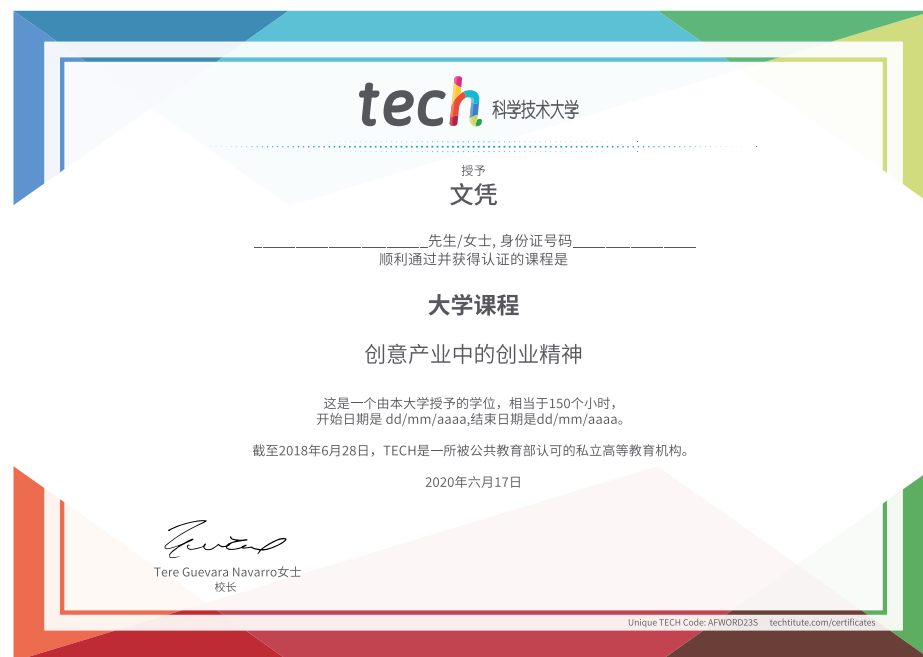 tech 科学技术大学
授予
文凭
_____________________先生/女士, 身份证号码_______________
顺利通过并获得认证的课程是
大学课程
创意产业中的创业精神
这是一个由本大学授予的学位，相当于150个小时，
开始日期是 dd/mm/aaaa,结束日期是dd/mm/aaaa。
截至2018年6月28日，TECH是一所被公共教育部认可的私立高等教育机构。
2020年六月17日
Tere Guevara Navarro女士
校长
Unique TECH Code: AFWORD23S techtitute.com/certificates